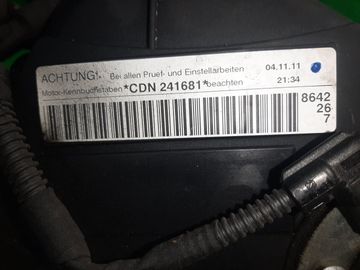 ACHTUNG! Bei allen Pruef- und Einstellarbeiten 04.11.11
Motor-Kennbuchstaben *CDN 241681* beachten 21:34
8642
26
7